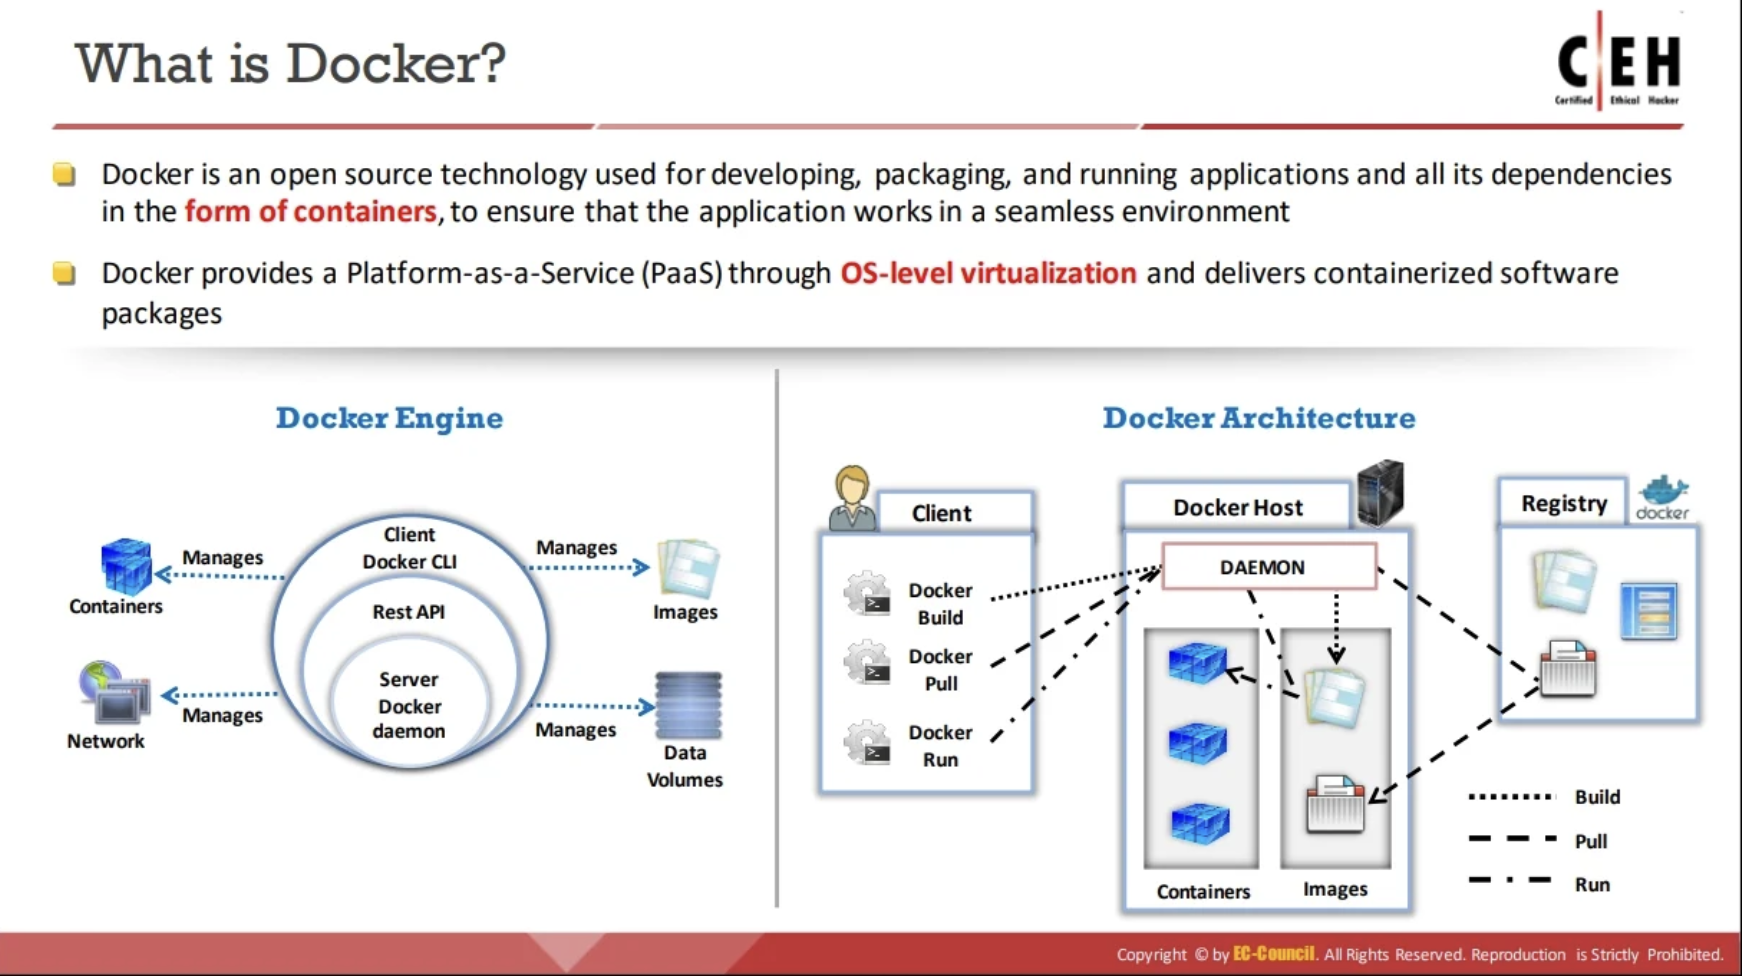 What is Docker?
C|EH
Certified Ethical Hacker
Docker is an open source technology used for developing, packaging, and running applications and all its dependencies
in the form of containers, to ensure that the application works in a seamless environment
Docker provides a Platform-as-a-Service (PaaS) through OS-level virtualization and delivers containerized software
packages
Docker Engine
Client
Docker CLI
Rest API
Server
Docker
daemon
Manages
Containers
Manages
Images
Manages
Network
Manages
Data
Volumes
Docker Architecture
Client
Docker
Build
Docker
Pull
Docker
Run
Docker Host
DAEMON
Containers
Images
Registry
docker
Build
Pull
Run
Copyright © by EC-Council. All Rights Reserved. Reproduction is Strictly Prohibited.